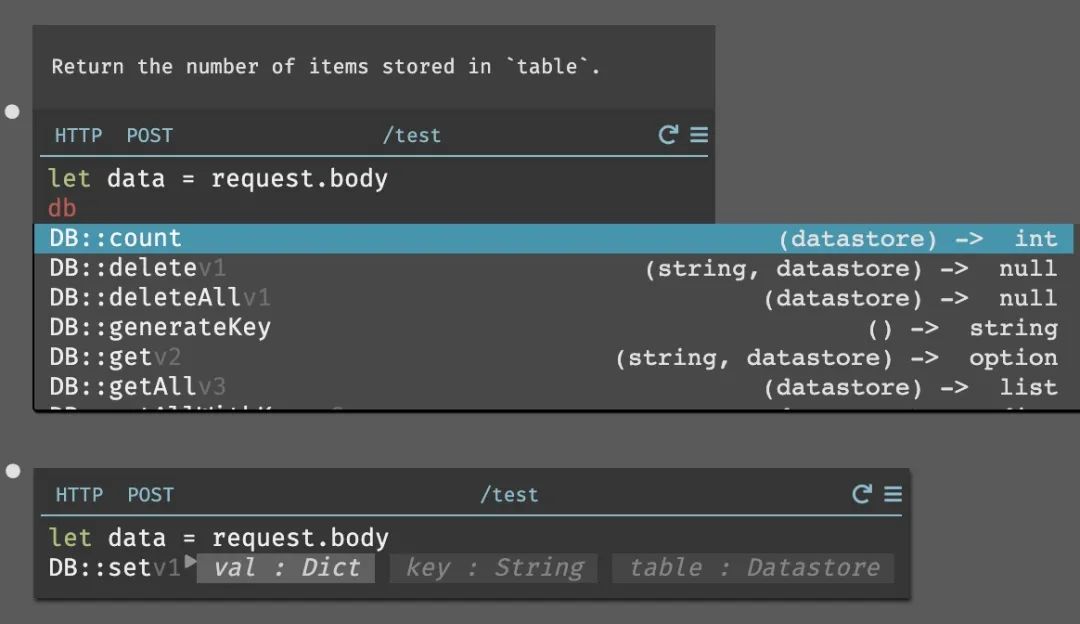 Return the number of items stored in `table`.
HTTP POST /test
let data = request.body
db
DB::count (datastore) -> int
DB::deletev1 (string, datastore) -> null
DB::deleteAllv1 (datastore) -> null
DB::generateKey () -> string
DB::getv2 (string, datastore) -> option
DB::getAllv3 (datastore) -> list
HTTP POST /test
let data = request.body
DB::setv1 val : Dict key : String table : Datastore